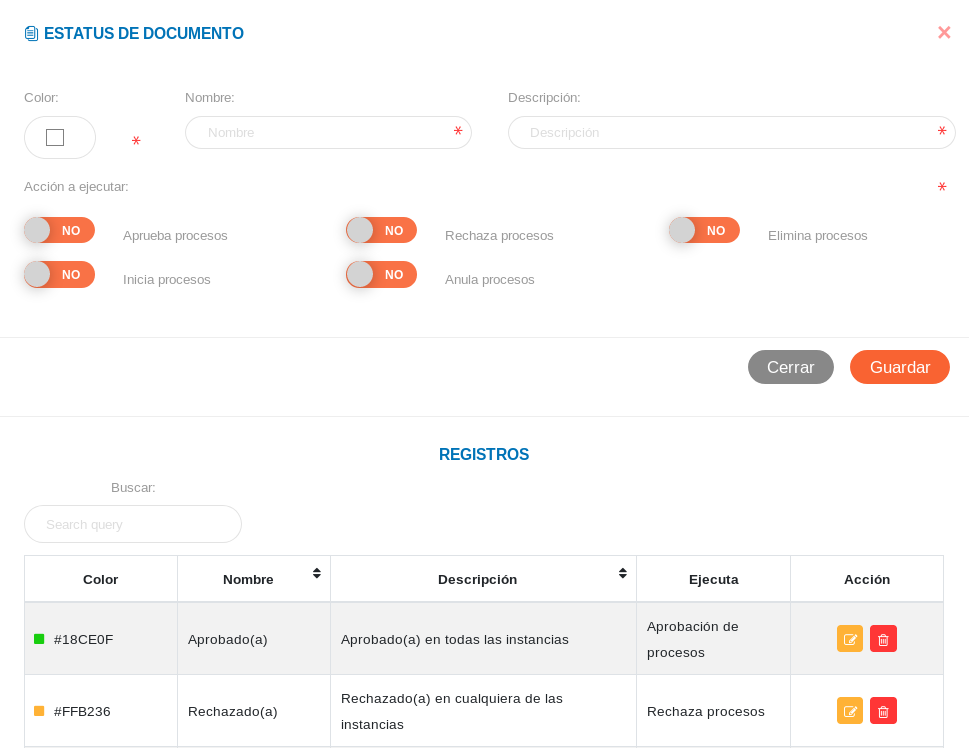 ESTATUS DE DOCUMENTO
Color:
Nombre:
Descripción:
Nombre
*
Descripción
*
*
Acción a ejecutar:
*
NO
Aprueba procesos
NO
Rechaza procesos
NO
Elimina procesos
NO
Inicia procesos
NO
Anula procesos
Cerrar
Guardar
REGISTROS
Buscar:
Search query
Color
Nombre
Descripción
Ejecuta
Acción
#18CE0F
Aprobado(a)
Aprobado(a) en todas las instancias
Aprobación de
procesos
#FFB236
Rechazado(a)
Rechazado(a) en cualquiera de las
instancias
Rechaza procesos